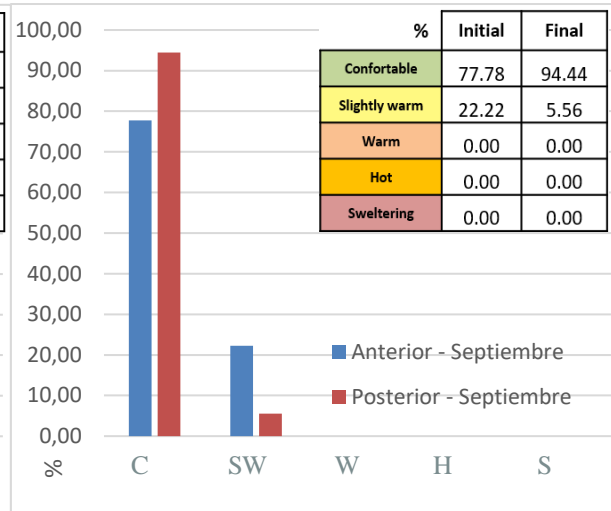 % Initial Final
Confortable 77.78 94.44
Slightly warm 22.22 5.56
Warm 0.00 0.00
Hot 0.00 0.00
Sweltering 0.00 0.00
100,00
90,00
80,00
70,00
60,00
50,00
40,00
30,00
20,00
10,00
0,00
%
Anterior - Septiembre
Posterior - Septiembre
C SW W H S